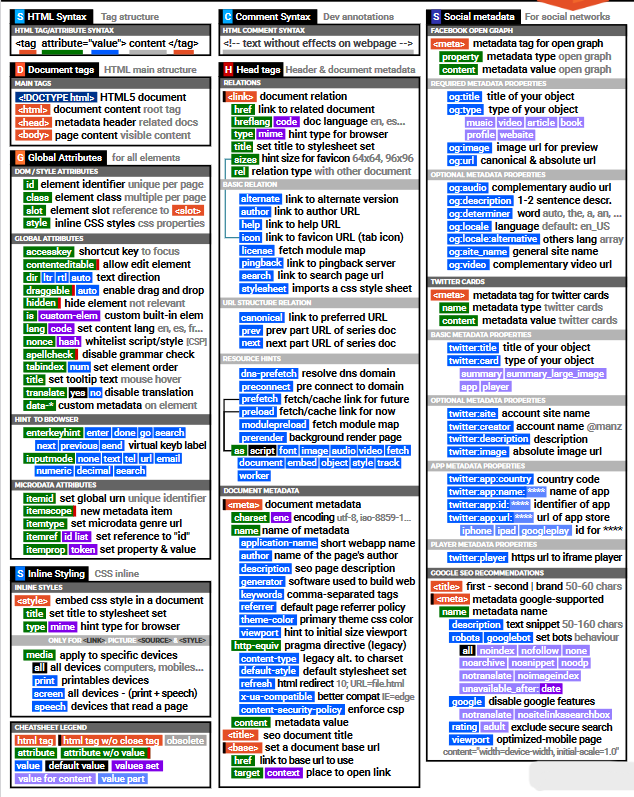 S HTML Syntax Tag structure
HTML TAG/ATTRIBUTE SYNTAX
<tag attribute="value"> content </tag>
D Document tags HTML5 main structure
MAIN TAGS
<!DOCTYPE html> HTML5 document
<html> document content root tag
<head> metadata header related docs
<body> page content visible content
G Global Attributes for all elementa
DOM / STYLE ATTRIBUTES
id element identifier unique per page
class element class multiple per page
alot element slot reference to <alot>
style inline CSS styles css properties
GLOBAL ATTRIBUTES
accesskey shortcut key to focus
contenteditable allow edit element
dir ltr rtl auto text direction
draggable auto enable drag and drop
hidden hide element not relevant
is custom-elem custom built-in elem
lang code set content lang en, es, fr...
nonce hash whitelist script/style [CSP]
apellcheck disable grammar check
tabindex num set element order
title set tooltip text mouse hover
translate yes no disable translation
data-* custom metadata on element
HINT TO BROWSER
enterkeyhint enter done go search
next previous send virtual keyb label
inputmode none text tel url email
numeric decimal search
MICRODATA ATTRIBUTES
itemid set global urn unique identifier
itemacope new metadata item
itemtype set microdata genre url
itemref id list set reference to "id"
itemprop token set property & value
S Inline Styling CSS inline
INLINE STYLES
<style> embed css style in a document
title set title to stylesheet set
type mime hint type for browser
ONLY FOR <LINK>, PICTURE <SOURCE> & <STYLE>
media apply to specific devices
all all devices computers, mobiles...
print printables devices
screen all devices - (print + speech)
apeech devices that read a page
CHEATSHEET LEGEND
html tag html tag w/o cloae tag obaolete
attribute attribute w/o value
value default value values aet
value for content value part
C Comment Syntax Dev annotationa
COMMENT SYNTAX
<!-- text without effects on webpage -->
H Head tags Header & document metadata
RELATIONS
<link> document relation
href link to related document
hreflang code doc language en, es...
type mime hint type for browser
title set title to stylesheet set
sizes hint size for favicon 64x64, 96x96
rel relation type with other document
BASIC RELATION
alternate link to alternate version
author link to author URL
help link to help URL
icon link to favicon URL (tab icon)
license fetch module map
pingback link to pingback server
search link to search page url
stylesheet imports a css style sheet
URL STRUCTURE RELATION
canonical link to preferred URL
prev prev part URL of series doc
next next part URL of series doc
RESOURCE HINTS
dna-prefetch resolve dns domain
preconnect pre connect to domain
prefetch fetch/cache link for future
preload fetch/cache link for now
modulepreload fetch module map
prerender background render page
as script font image audio video fetch
document embed object style track
worker
DOCUMENT METADATA
<meta> document metadata
charset enc encoding utf-8, iao-8859-1...
name name of metadata
application-name short webapp name
author name of the page's author
description seo page description
generator software used to build web
keyworda comma-separated tags
referrer default page referrer policy
theme-color primary theme css color
viewport hint to initial size viewport
http-equiv pragma directive (legacy)
content-type legacy alt. to charset
default-style default stylesheet set
refresh html redirect 10; URL=file.html
x-ua-compatible better compat IE=edge
content-security-policy enforce csp
content metadata value
<title> seo document title
<base> set a document base url
href link to base url to use
target context place to open link
S Social metadata For social networks
FACEBOOK OPEN GRAPH
<meta> metadata tag for open graph
property metadata type open graph
content metadata value open graph
REQUIRED METADATA PROPERTIES
og:title title of your object
og:type type of your object
music video article book
profile webaite
og:image image url for preview
og:url canonical & absolute url
OPTIONAL METADATA PROPERTIES
og:audio complementary audio url
og:description 1-2 sentence descr.
og:determiner word auto, the, a, an, ...
og:locale language default: en_US
og:locale:alternative others lang array
og:site_name general site name
og:video complementary video url
TWITTER CARDS
<meta> metadata tag for twitter cards
name metadata type twitter cards
content metadata value twitter cards
BASIC METADATA PROPERTIES
twitter:title title of your object
twitter:card type of your object
aummary aummary_large_image
app player
OPTIONAL METADATA PROPERTIES
twitter:site account site name
twitter:creator account name @manz
twitter:deacription description
twitter:image absolute image url
APP METADATA PROPERTIES
twitter:app:country country code
twitter:app:name: **** name of app
twitter:app:id: **** identifier of app
twitter:app:url: **** url of app store
iphone ipad googleplay id for ****
PLAYER METADATA PROPERTIES
twitter:player https url to iframe player
GOOGLE SEO RECOMMENDATIONS
<title> first - second | brand 50-60 chars
<meta> metadata google-supported
name metadata name
description text snippet 50-160 chars
robots googlebot set bots behaviour
all noindex nofollow none
noarchive noanippet noodp
notranslate noimageindex
unavailable_after: date
google disable google features
notranslate noaitelinkaaearchbox
rating adult exclude secure search
viewport optimized-mobile page
content="width=device-width, initial-scale=1.0"